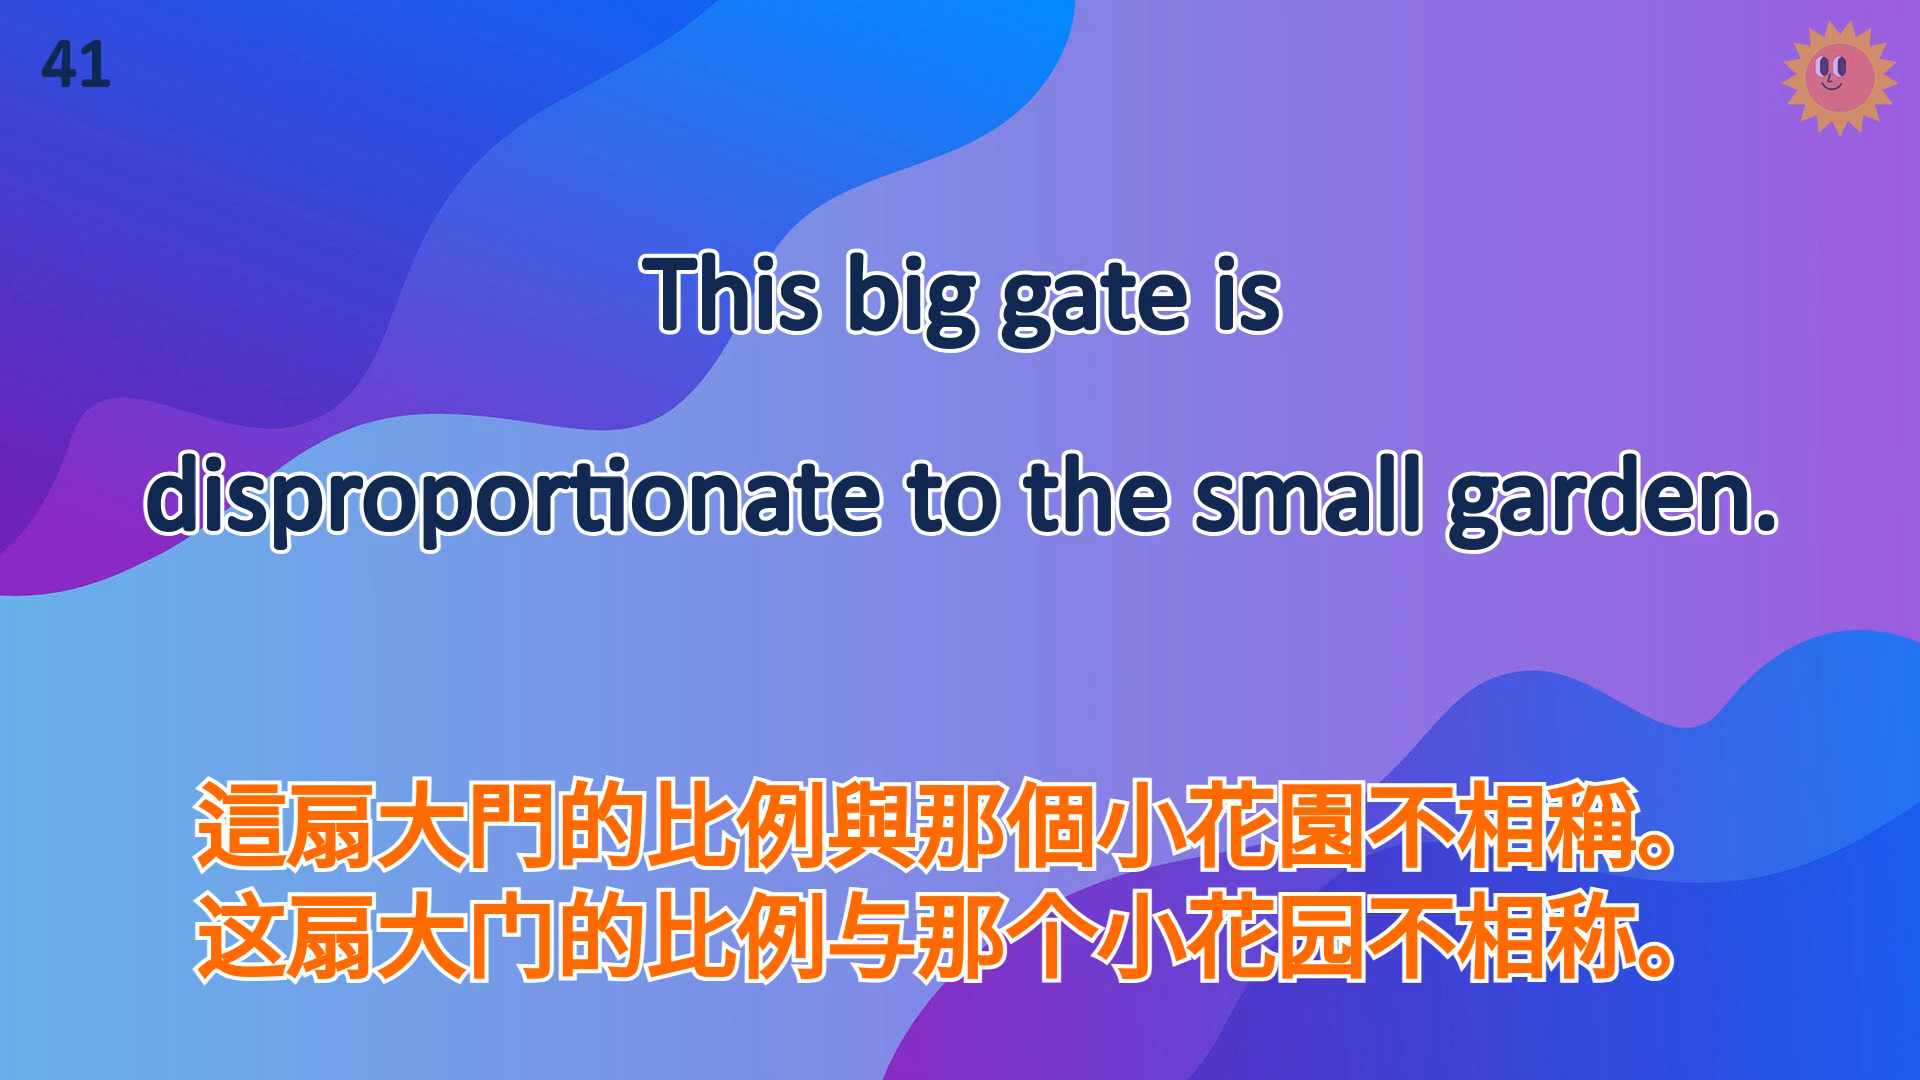 41
This big gate is
disproportionate to the small garden.
這扇大門的比例與那個小花園不相稱。
这扇大门的比例与那个小花园不相称。